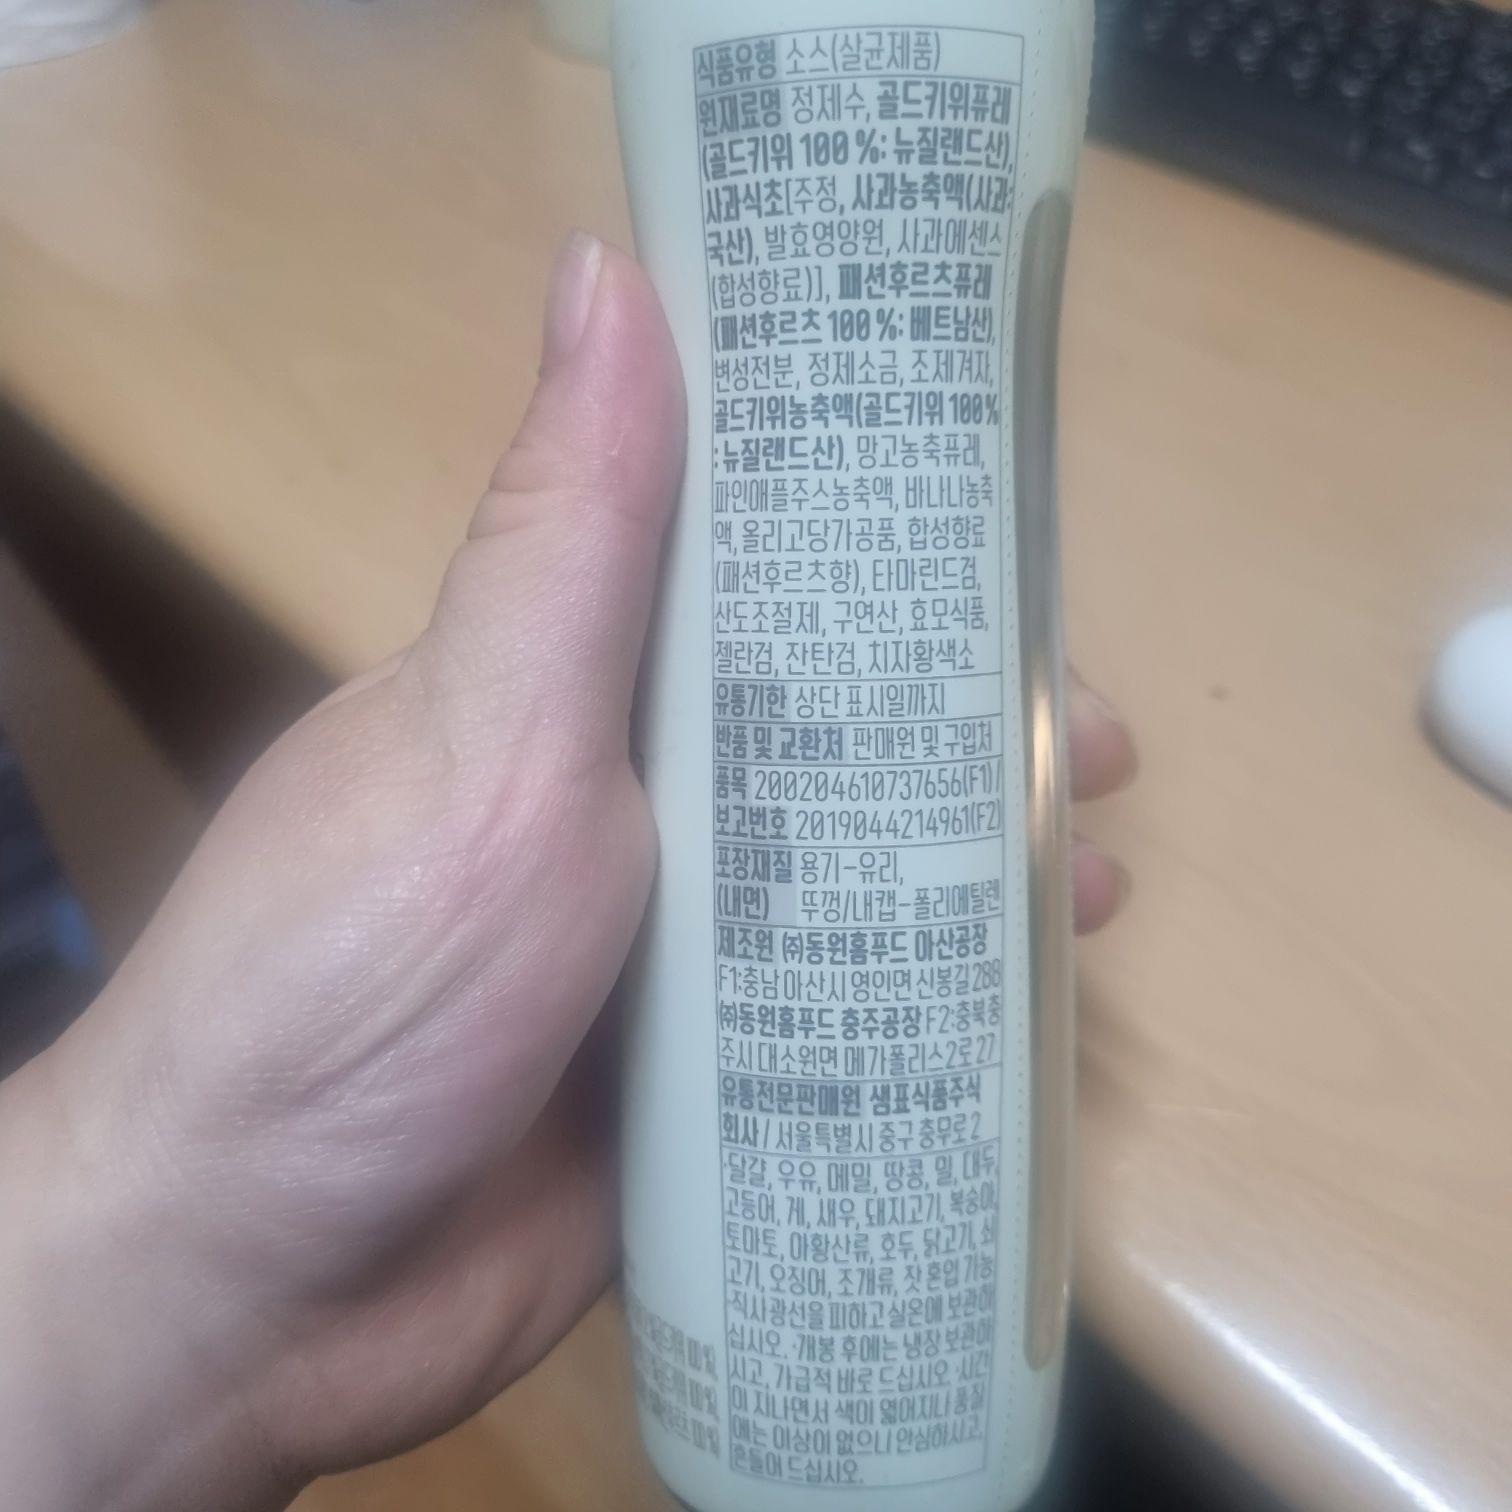 식품유형 소스(살균제품)
원재료명 정제수, 골드키위퓨레
(골드키위 100 %: 뉴질랜드산),
사과식초[주정, 사과농축액(사과:
국산), 발효영양원, 사과에센스
(합성향료)], 패션후르츠퓨레
(패션후르츠 100 %: 베트남산),
변성전분, 정제소금, 조제겨자,
골드키위농축액(골드키위 100%
: 뉴질랜드산), 망고농축퓨레,
파인애플주스농축액, 바나나농축
액, 올리고당가공품, 합성향료
(패션후르츠향), 타마린드검,
산도조절제, 구연산, 효모식품,
젤란검, 잔탄검, 치자황색소
유통기한 상단 표시일까지
반품 및 교환처 판매원 및 구입처
품목 200204610737656(F1)/
보고번호 2019044214961(F2)
포장재질 용기-유리,
(내면) 뚜껑/내캡-폴리에틸렌
제조원 ㈜동원홈푸드 아산공장
F1:충남 아산시 영인면 신봉길 288
㈜동원홈푸드 충주공장 F2:충북 충
주시 대소원면 메가폴리스2로 27
유통전문판매원 샘표식품주식
회사 / 서울특별시 중구 충무로 2
·달걀, 우유, 메밀, 땅콩, 밀, 대두,
고등어, 게, 새우, 돼지고기, 복숭아,
토마토, 아황산류, 호두, 닭고기, 쇠
고기, 오징어, 조개류, 잣 혼입 가능
·직사광선을 피하고 실온에 보관하
십시오. ·개봉 후에는 냉장 보관하
시고, 가급적 바로 드십시오 ·시간
이 지나면서 색이 옅어지나 품질
에는 이상이 없으니 안심하시고,
흔들어 드십시오.